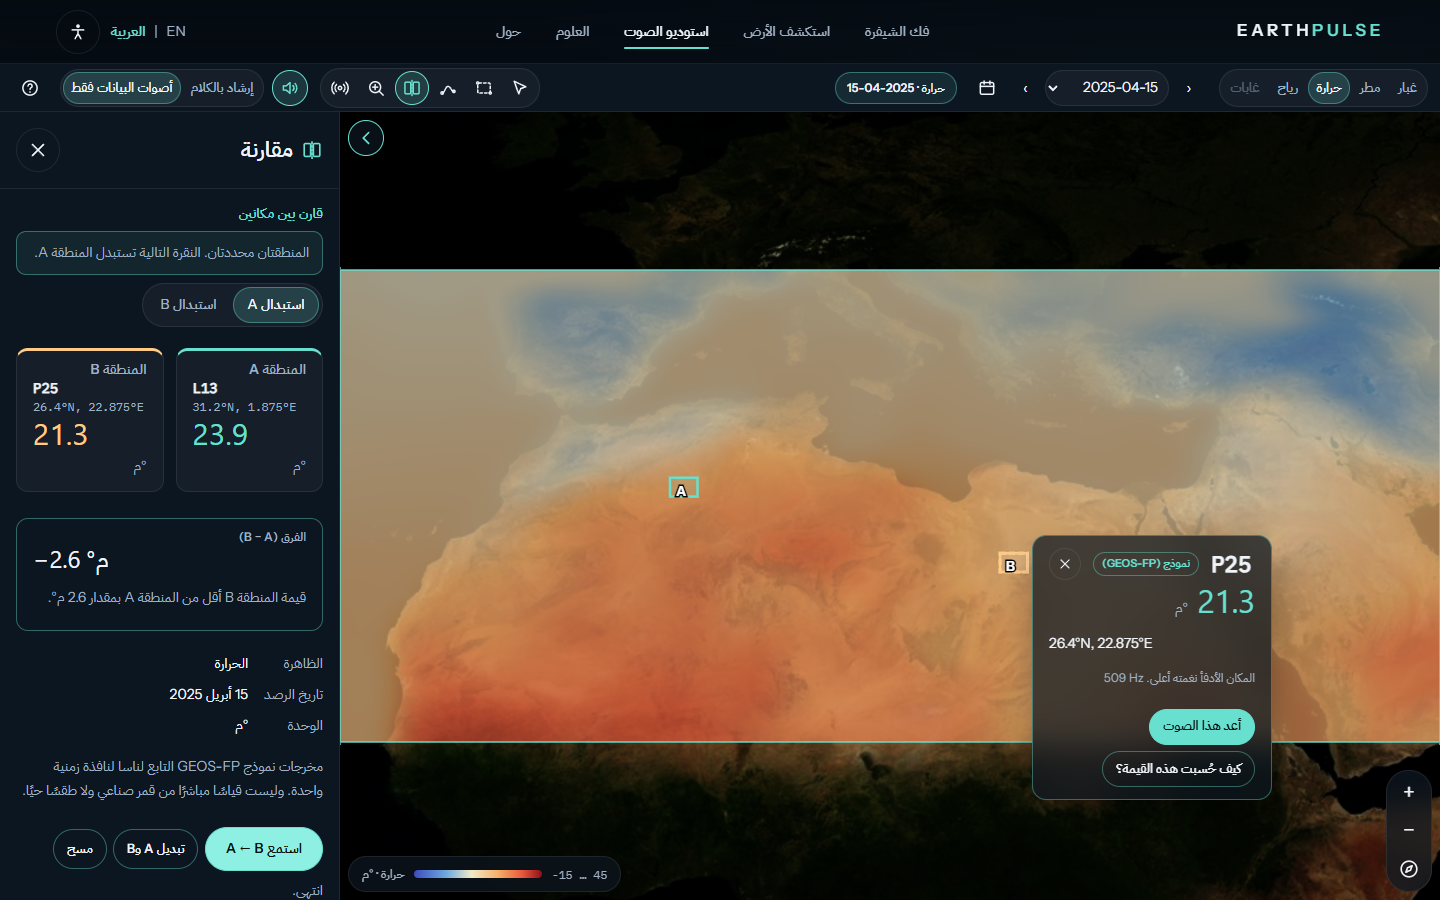 EARTHPULSE
فك الشيفرة
استكشف الأرض
استوديو الصوت
العلوم
حول
العربية | EN
غبار
مطر
حرارة
رياح
غابات
‹ 2025-04-15 ›
حرارة · 2025-04-15
إرشاد بالكلام
أصوات البيانات فقط
مقارنة
قارن بين مكانين
المنطقتان محددتان. النقرة التالية تستبدل المنطقة A.
استبدال A
استبدال B
المنطقة A
L13
31.2°N, 1.875°E
23.9
°م
المنطقة B
P25
26.4°N, 22.875°E
21.3
°م
الفرق (B − A)
−2.6 °م
قيمة المنطقة B أقل من المنطقة A بمقدار 2.6 °م.
الظاهرة الحرارة
تاريخ الرصد 15 أبريل 2025
الوحدة °م
مخرجات نموذج GEOS-FP التابع لناسا لنافذة زمنية
واحدة. وليست قياسًا مباشرًا من قمر صناعي ولا طقسًا حيًا.
استمع A ← B
تبديل A وB
مسح
انتهى.
A
B
P25
نموذج (GEOS-FP)
21.3 °م
26.4°N, 22.875°E
المكان الأدفأ نغمته أعلى. 509 Hz
أعد هذا الصوت
كيف حُسبت هذه القيمة؟
حرارة · °م
-15 … 45
+
−